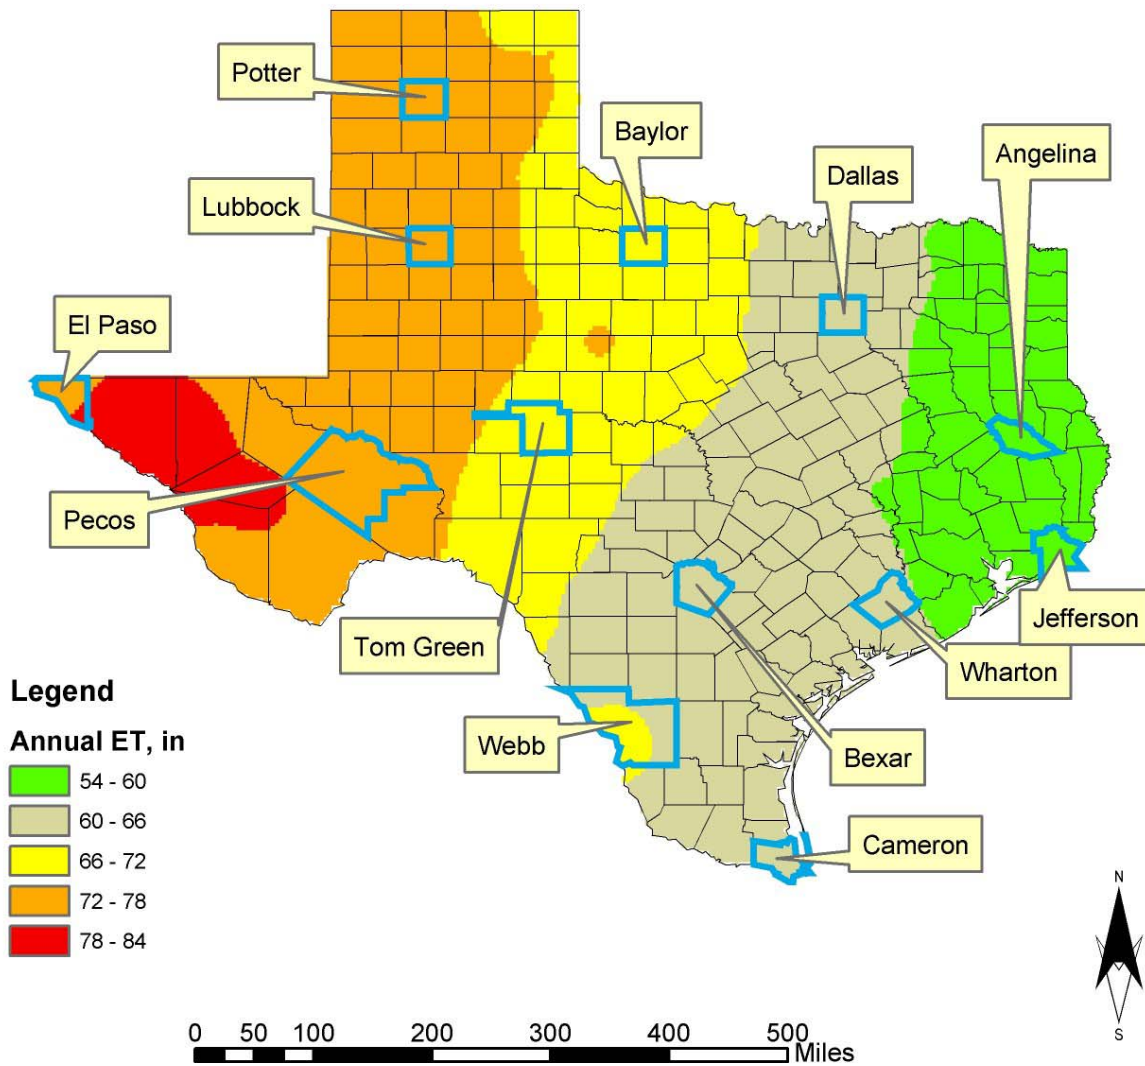 Potter
Baylor
Angelina
Dallas
Lubbock
El Paso
Pecos
Tom Green
Jefferson
Wharton
Webb
Bexar
Cameron
Legend
Annual ET, in
54 - 60
60 - 66
66 - 72
72 - 78
78 - 84
N
S
0 50 100 200 300 400 500
Miles